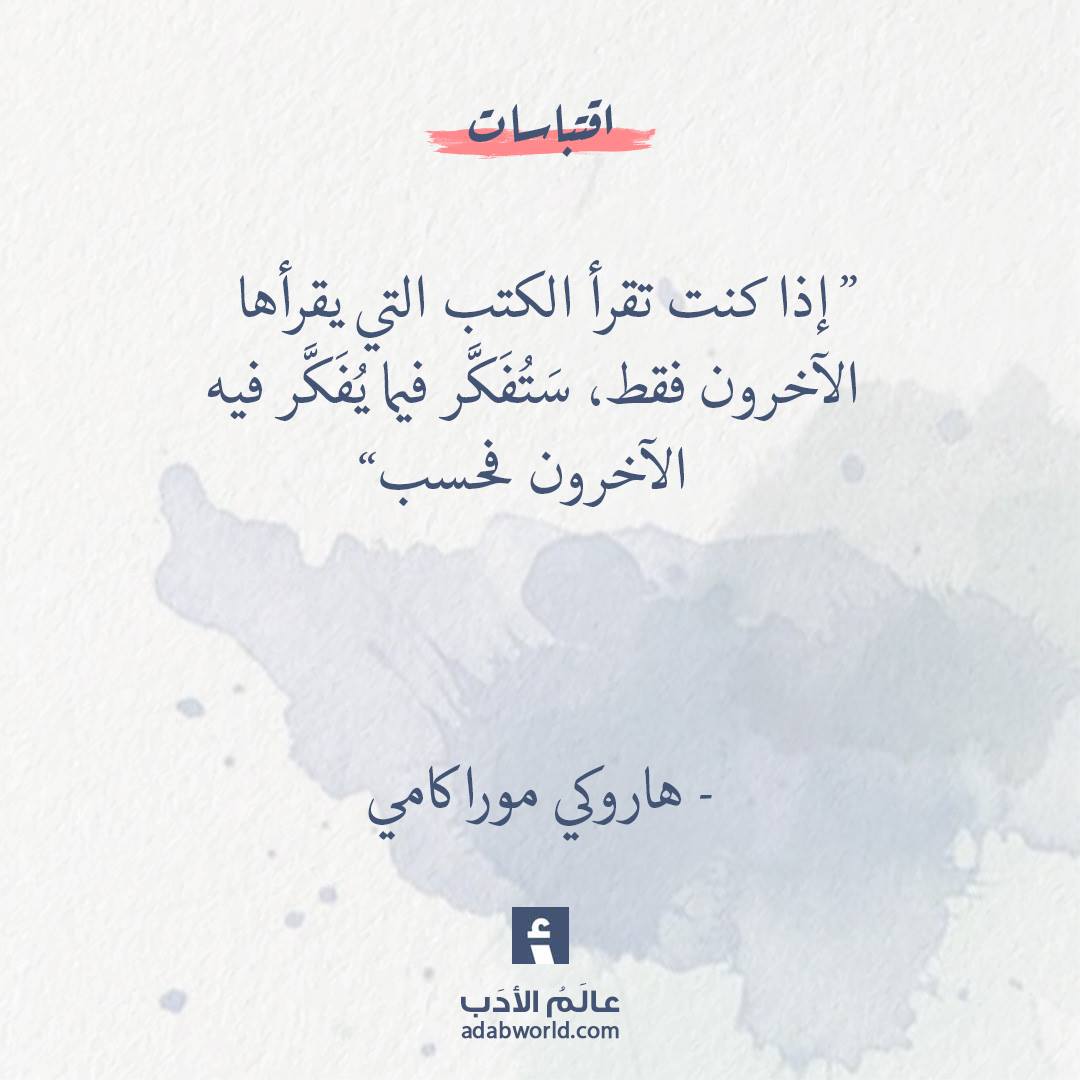 اقتباسات
” إذا كنت تقرأ الكتب التي يقرأها
الآخرون فقط، سَتُفَكَّر فيما يُفَكَّر فيه
الآخرون فحسب“
- هاروكي موراكامي
أ
عالَمُ الأدَب
adabworld.com